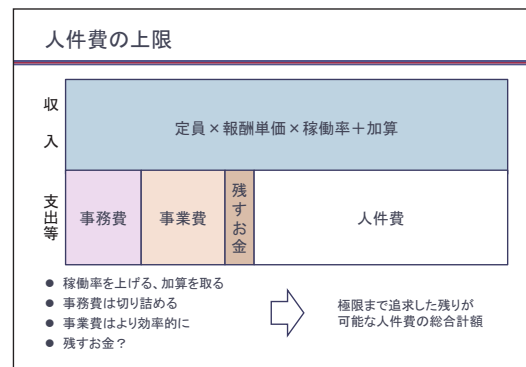 人件費の上限
収入
定員×報酬単価×稼働率＋加算
支出等
事務費
事業費
残すお金
人件費
● 稼働率を上げる、加算を取る
● 事務費は切り詰める
● 事業費はより効率的に
● 残すお金？
極限まで追求した残りが
可能な人件費の総合計額